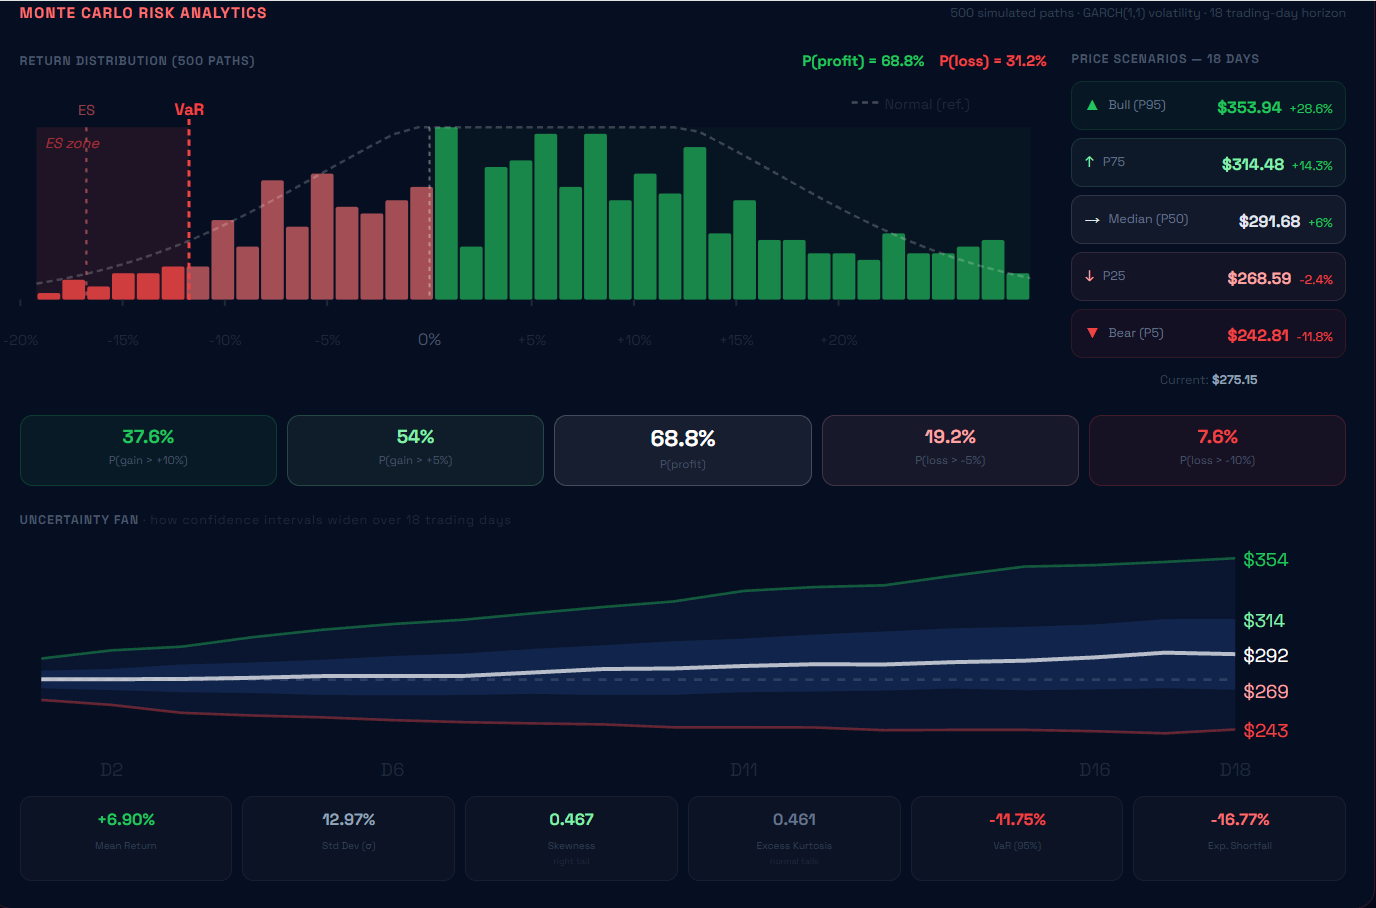 MONTE CARLO RISK ANALYTICS
500 simulated paths · GARCH(1,1) volatility · 18 trading-day horizon
RETURN DISTRIBUTION (500 PATHS)
P(profit) = 68.8% P(loss) = 31.2%
ES
VaR
Normal (ref.)
ES zone
-20% -15% -10% -5% 0% +5% +10% +15% +20%
PRICE SCENARIOS — 18 DAYS
▲ Bull (P95) $353.94 +28.6%
↑ P75 $314.48 +14.3%
→ Median (P50) $291.68 +6%
↓ P25 $268.59 -2.4%
▼ Bear (P5) $242.81 -11.8%
Current: $275.15
37.6%
P(gain > +10%)
54%
P(gain > +5%)
68.8%
P(profit)
19.2%
P(loss > -5%)
7.6%
P(loss > -10%)
UNCERTAINTY FAN · how confidence intervals widen over 18 trading days
$354
$314
$292
$269
$243
D2 D6 D11 D16 D18
+6.90%
Mean Return
12.97%
Std Dev (σ)
0.467
Skewness
right tail
0.461
Excess Kurtosis
normal tails
-11.75%
VaR (95%)
-16.77%
Exp. Shortfall